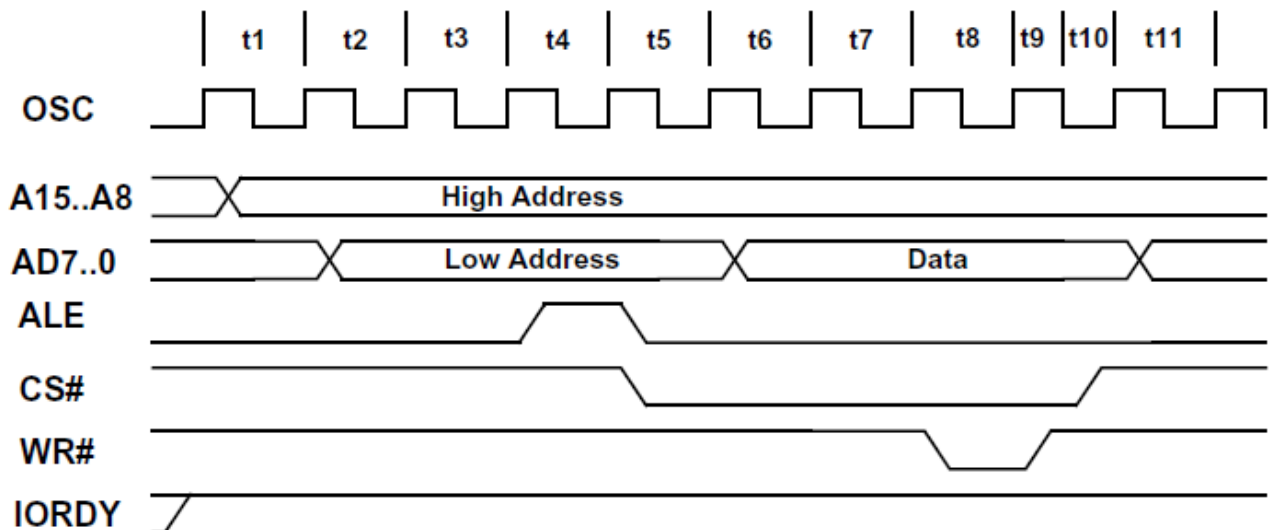 t1 t2 t3 t4 t5 t6 t7 t8 t9 t10 t11
OSC
A15..A8 High Address
AD7..0 Low Address Data
ALE
CS#
WR#
IORDY